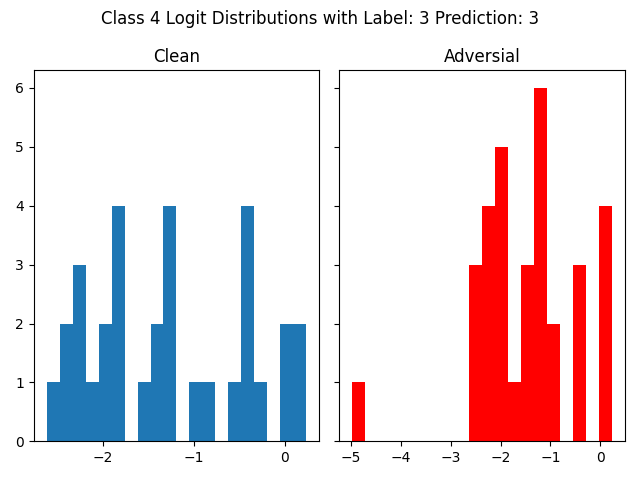 Class 4 Logit Distributions with Label: 3 Prediction: 3
Clean
Adversial
6
5
4
3
2
1
0
−2 −1 0
−5 −4 −3 −2 −1 0